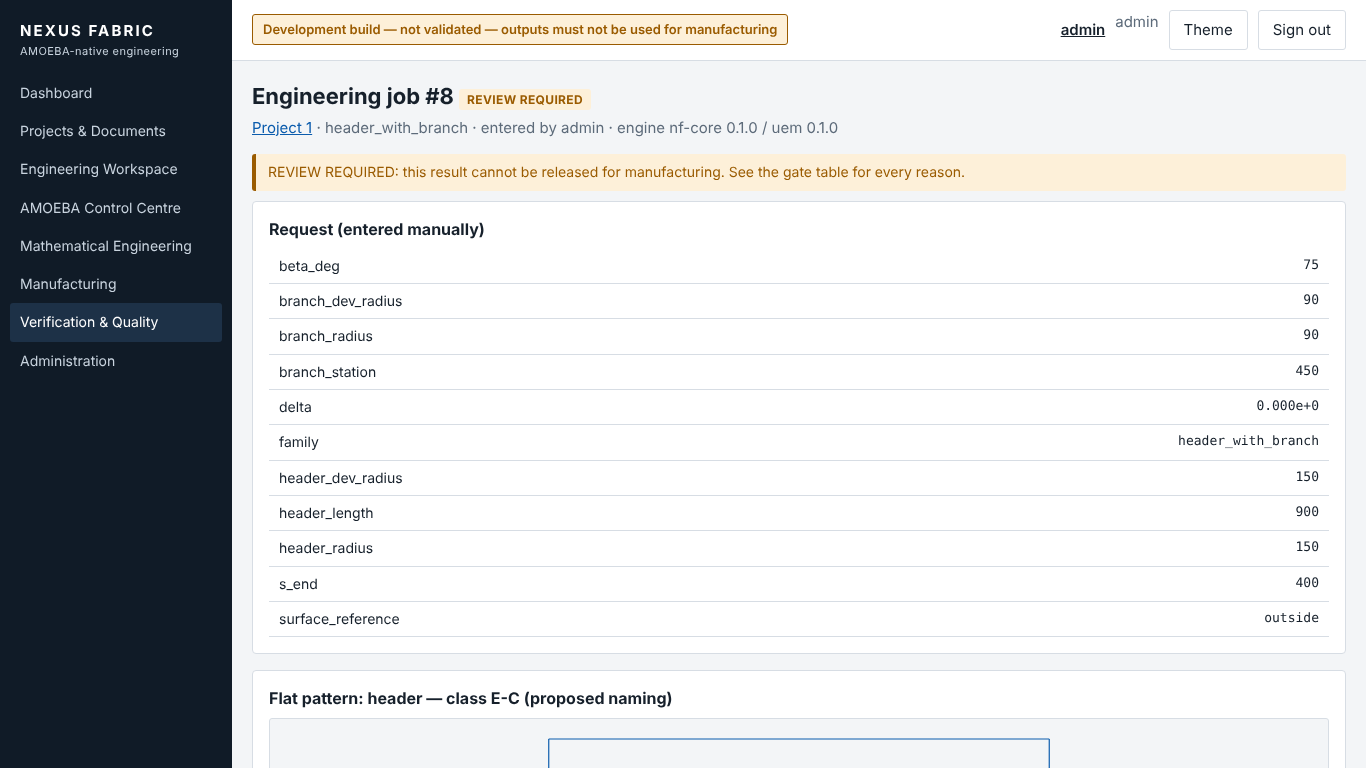 NEXUS FABRIC
AMOEBA-native engineering
Dashboard
Projects & Documents
Engineering Workspace
AMOEBA Control Centre
Mathematical Engineering
Manufacturing
Verification & Quality
Administration
Development build — not validated — outputs must not be used for manufacturing
admin admin Theme Sign out
Engineering job #8 REVIEW REQUIRED
Project 1 · header_with_branch · entered by admin · engine nf-core 0.1.0 / uem 0.1.0
REVIEW REQUIRED: this result cannot be released for manufacturing. See the gate table for every reason.
Request (entered manually)
beta_deg 75
branch_dev_radius 90
branch_radius 90
branch_station 450
delta 0.000e+0
family header_with_branch
header_dev_radius 150
header_length 900
header_radius 150
s_end 400
surface_reference outside
Flat pattern: header — class E-C (proposed naming)